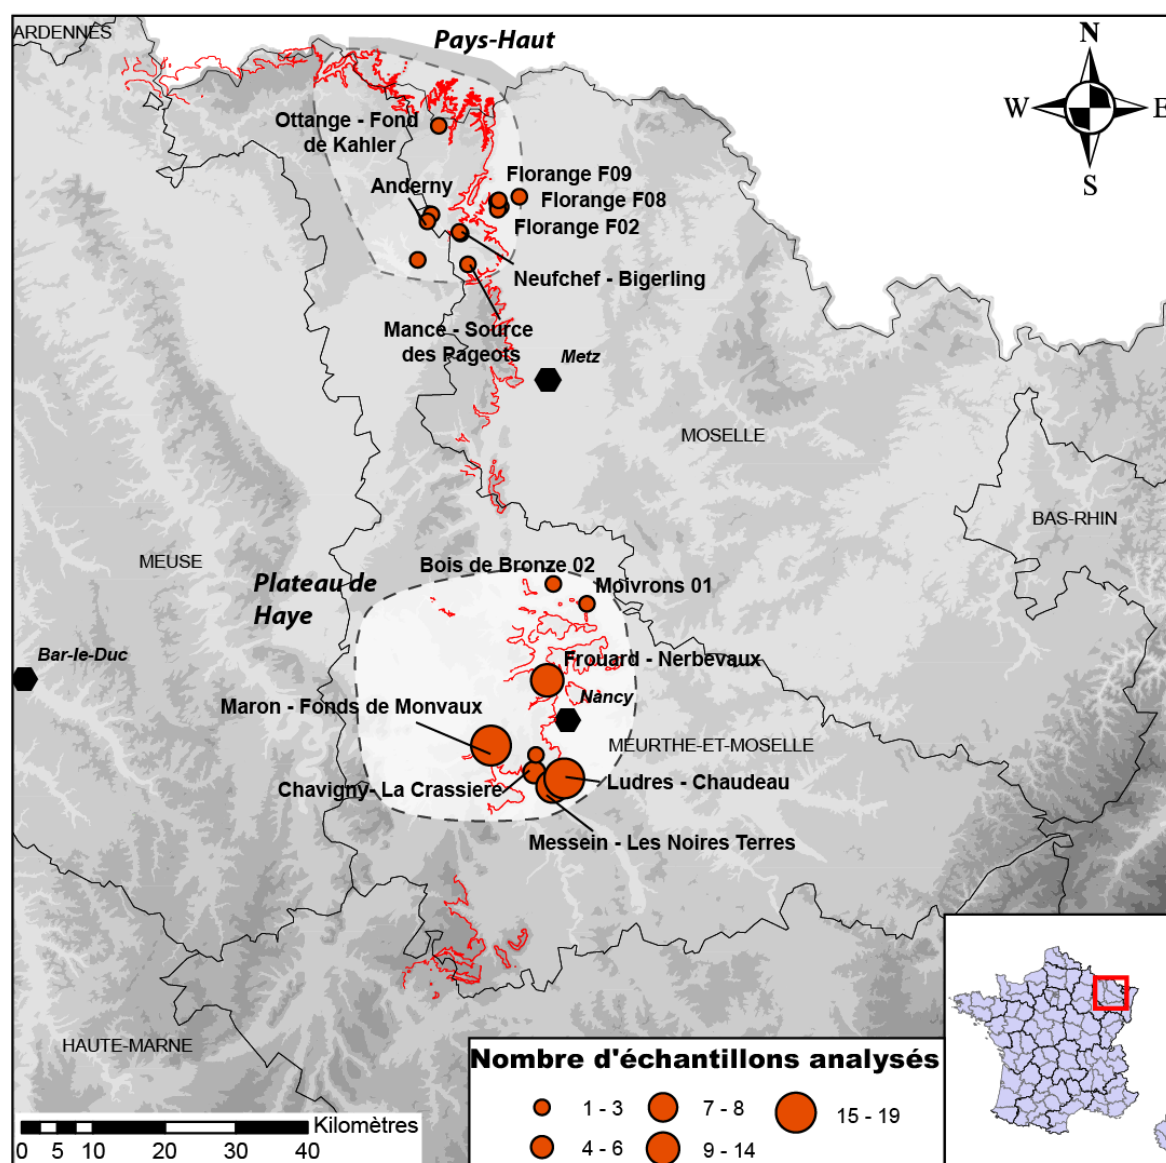 ARDENNES
Pays-Haut
N
W
E
S
Ottange - Fond
de Kahler
Florange F09
Anderny
Florange F08
Florange F02
Neufchef - Bigerling
Mance - Source
des Pageots
Metz
MOSELLE
BAS-RHIN
MEUSE
Bois de Bronze 02
Plateau de
Haye
Moivrons 01
Bar-le-Duc
Frouard - Nerbevaux
Nancy
Maron - Fonds de Monvaux
MEURTHE-ET-MOSELLE
Chavigny- La Crassiere
Ludres - Chaudeau
Messein - Les Noires Terres
HAUTE-MARNE
Nombre d'échantillons analysés
1 - 3
7 - 8
15 - 19
4 - 6
9 - 14
Kilomètres
0 5 10 20 30 40